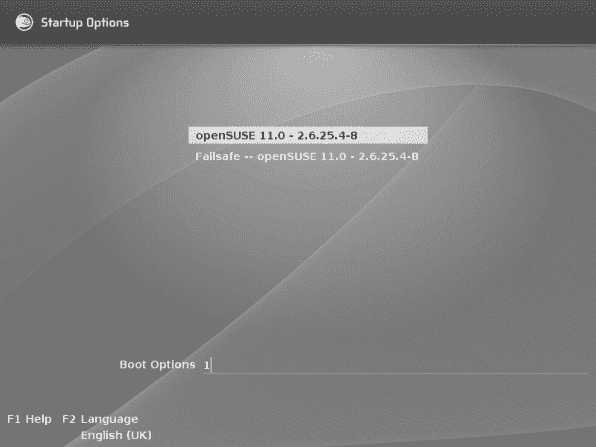 Startup Options
openSUSE 11.0 - 2.6.25.4-8
Failsafe -- openSUSE 11.0 - 2.6.25.4-8
Boot Options 1
F1 Help F2 Language
English (UK)